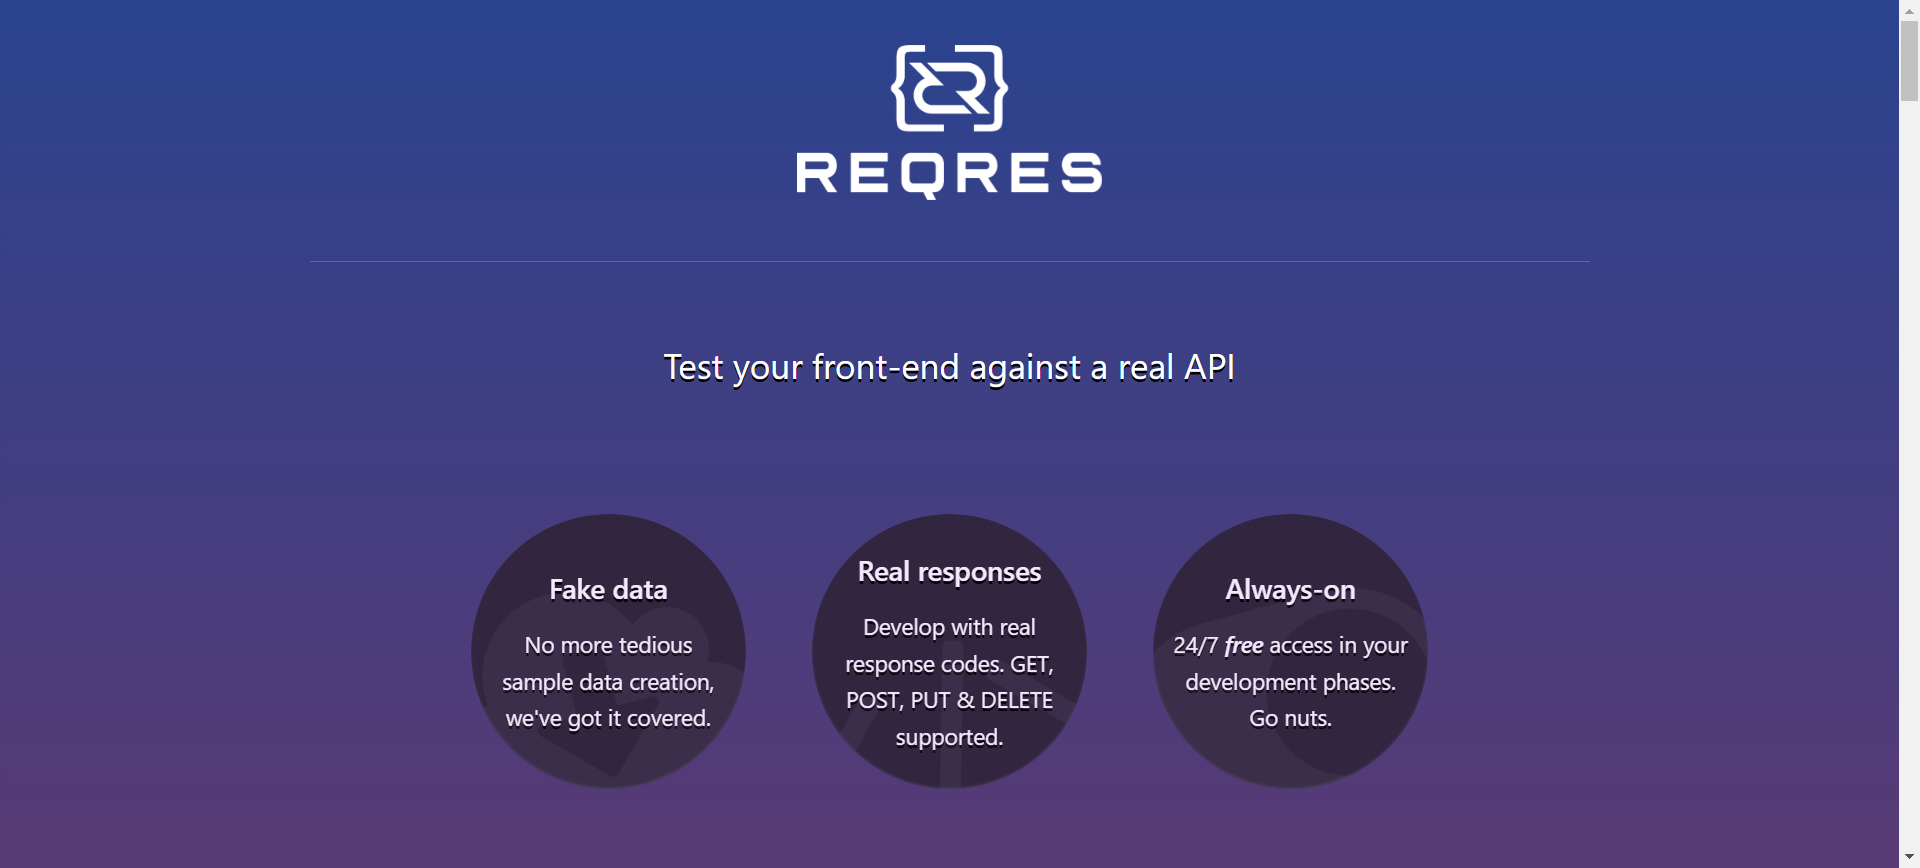 REQRES
Test your front-end against a real API
Fake data
No more tedious
sample data creation,
we've got it covered.
Real responses
Develop with real
response codes. GET,
POST, PUT & DELETE
supported.
Always-on
24/7 free access in your
development phases.
Go nuts.